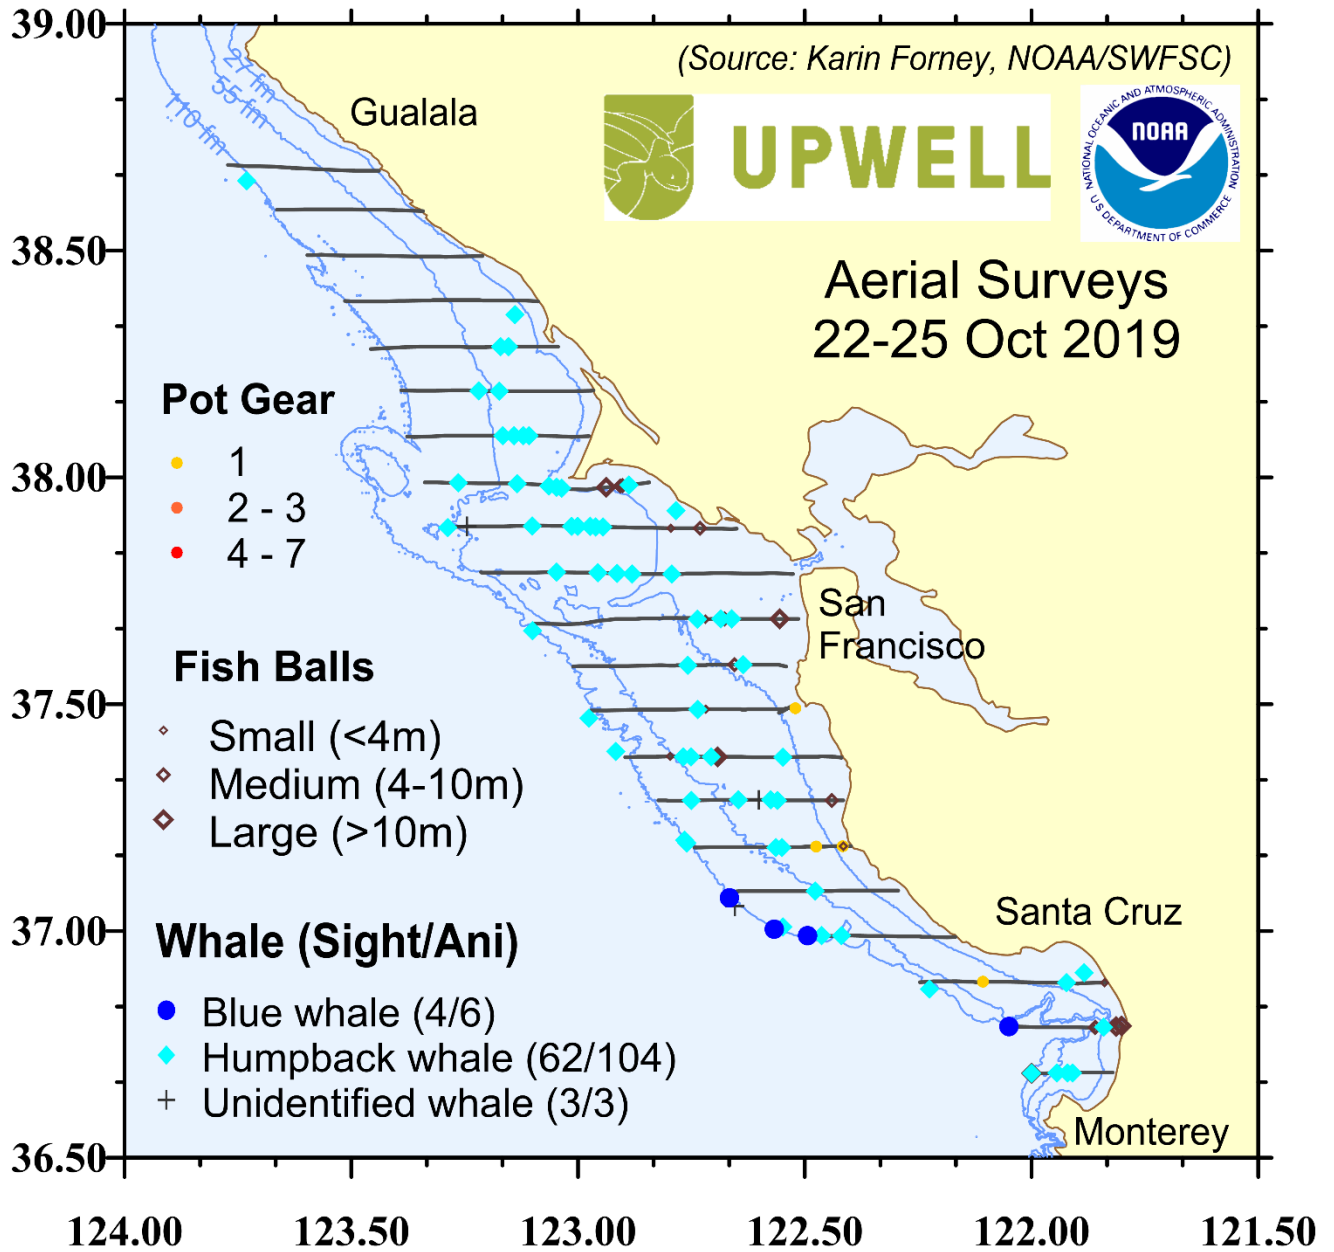 39.00
38.50
38.00
37.50
37.00
36.50
124.00
123.50
123.00
122.50
122.00
121.50
(Source: Karin Forney, NOAA/SWFSC)
UPWELL
NATIONAL OCEANIC AND ATMOSPHERIC ADMINISTRATION
NOAA
U.S. DEPARTMENT OF COMMERCE
Aerial Surveys
22-25 Oct 2019
27 fm
55 fm
110 fm
Gualala
San
Francisco
Santa Cruz
Monterey
Pot Gear
1
2 - 3
4 - 7
Fish Balls
Small (<4m)
Medium (4-10m)
Large (>10m)
Whale (Sight/Ani)
Blue whale (4/6)
Humpback whale (62/104)
Unidentified whale (3/3)